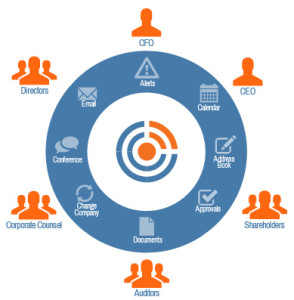 CFO
Directors
CEO
Alerts
Email
Calendar
Conference
Address
Book
Change
Company
Approvals
Documents
Corporate Counsel
Shareholders
Auditors